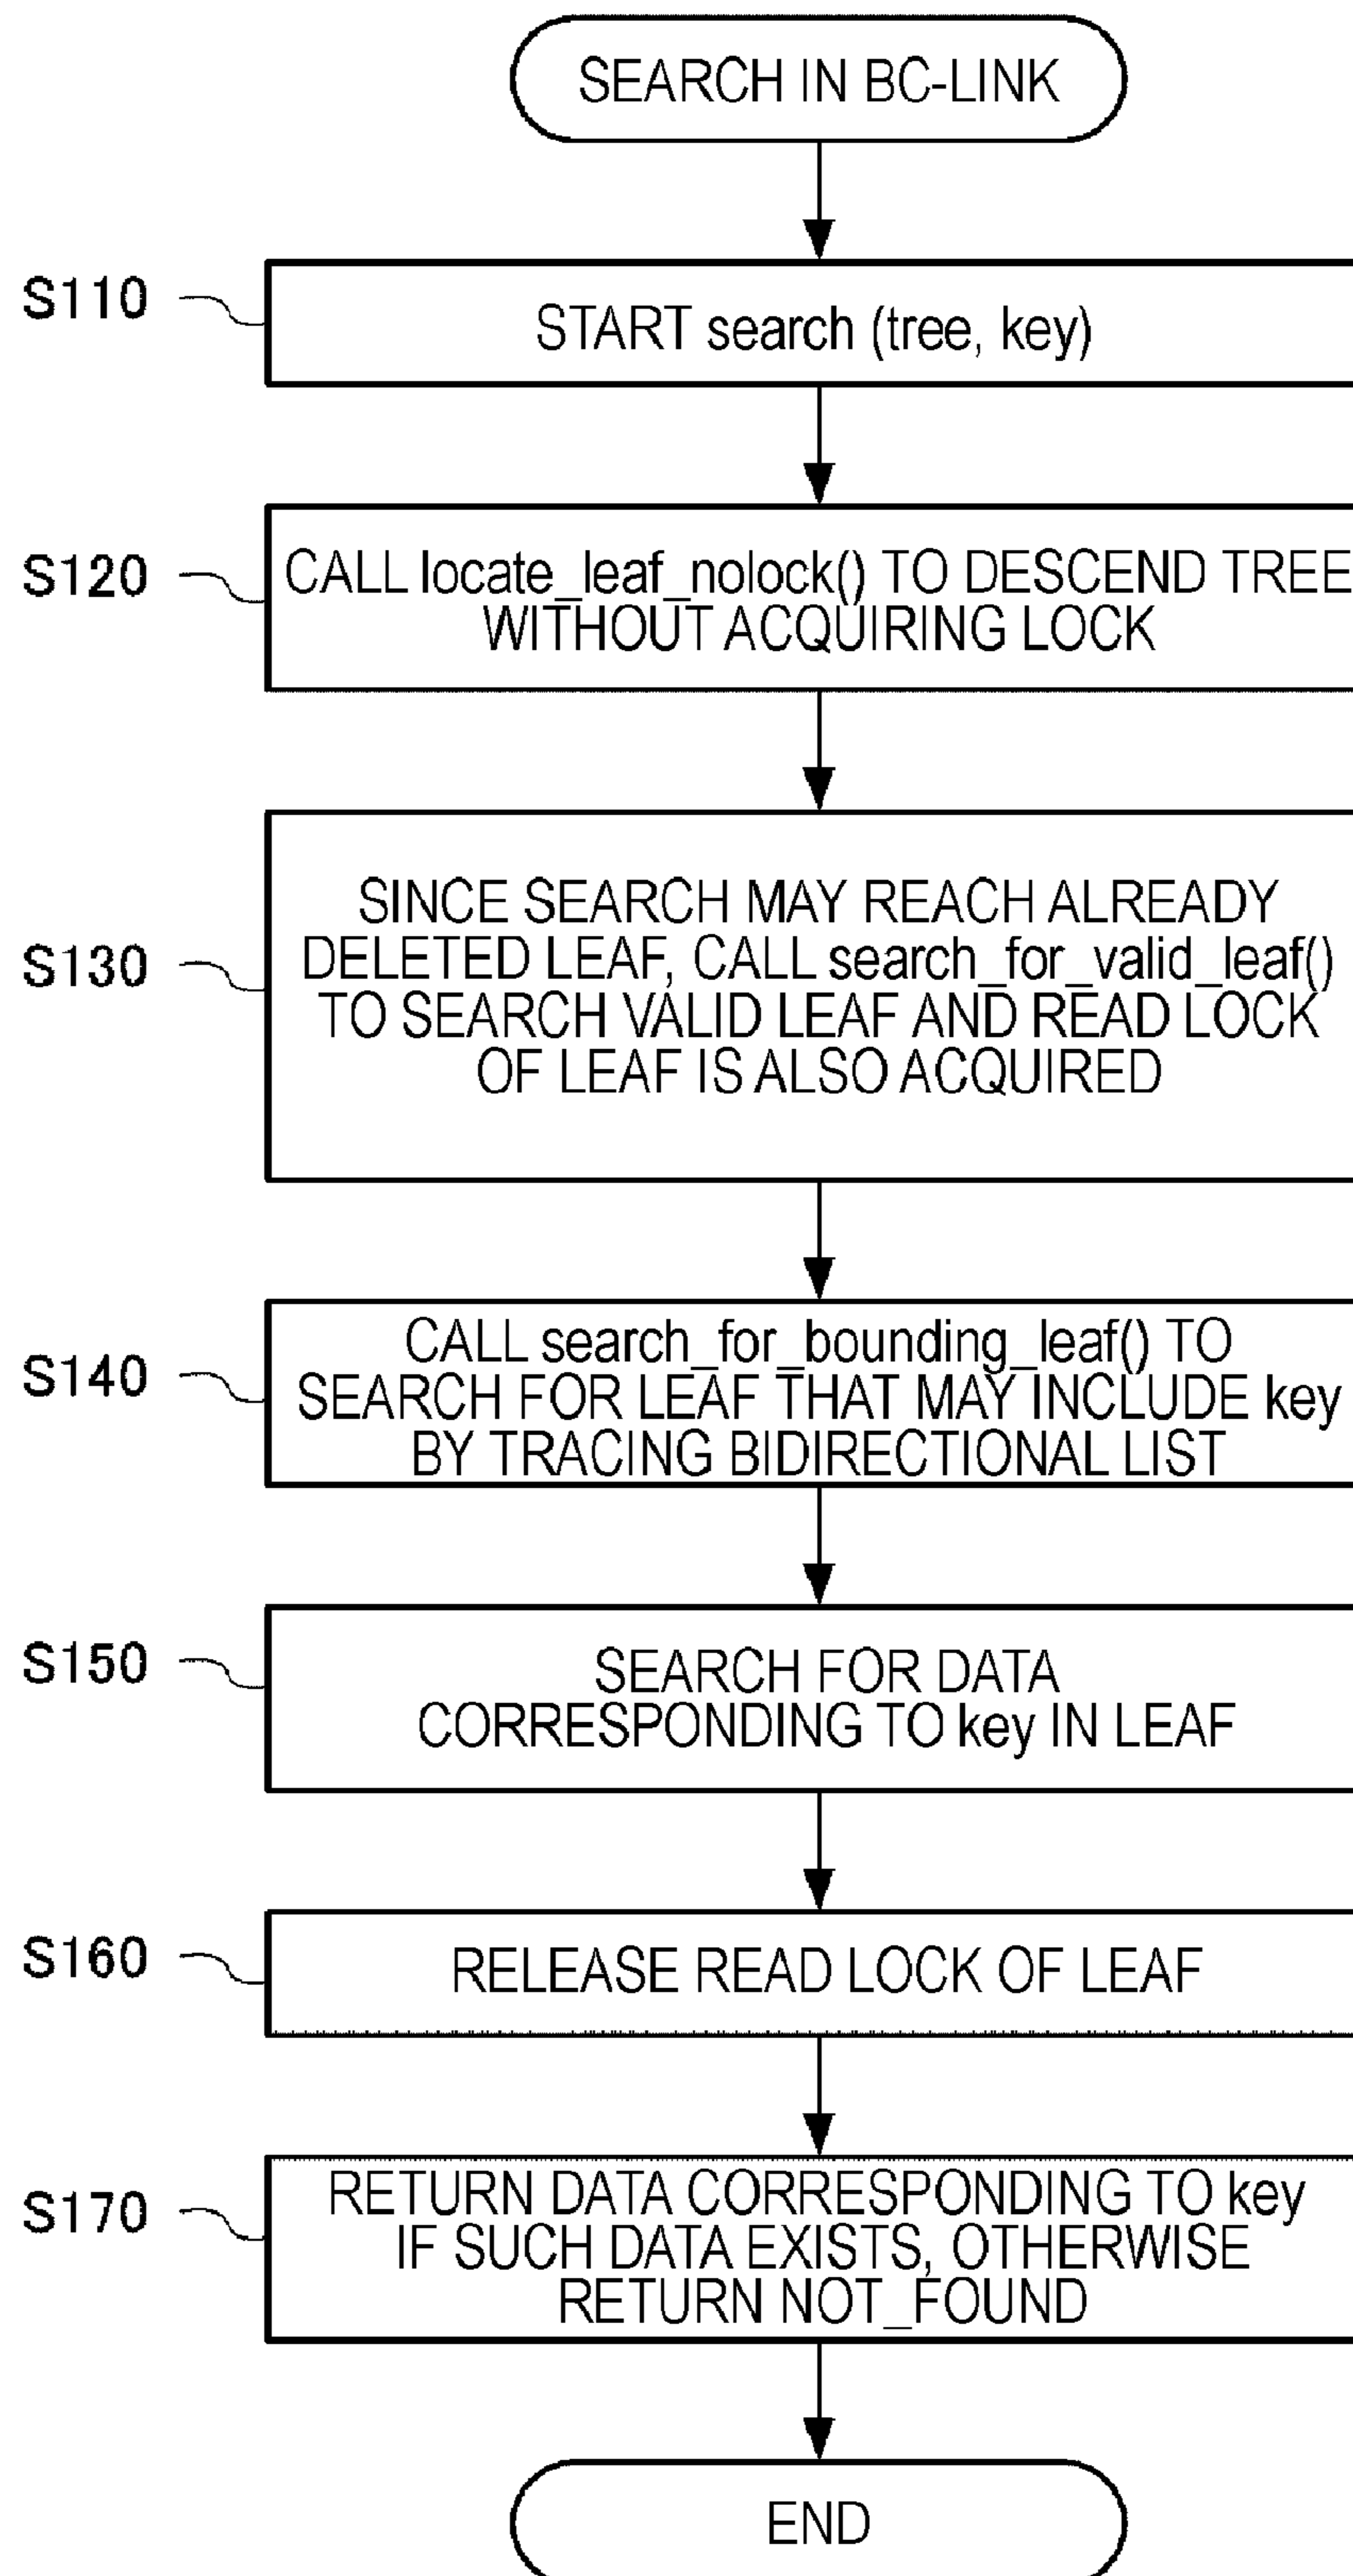 SEARCH IN BC-LINK
S110
START search (tree, key)
S120
CALL locate_leaf_nolock() TO DESCEND TREE
WITHOUT ACQUIRING LOCK
S130
SINCE SEARCH MAY REACH ALREADY
DELETED LEAF, CALL search_for_valid_leaf()
TO SEARCH VALID LEAF AND READ LOCK
OF LEAF IS ALSO ACQUIRED
S140
CALL search_for_bounding_leaf() TO
SEARCH FOR LEAF THAT MAY INCLUDE key
BY TRACING BIDIRECTIONAL LIST
S150
SEARCH FOR DATA
CORRESPONDING TO key IN LEAF
S160
RELEASE READ LOCK OF LEAF
S170
RETURN DATA CORRESPONDING TO key
IF SUCH DATA EXISTS, OTHERWISE
RETURN NOT_FOUND
END